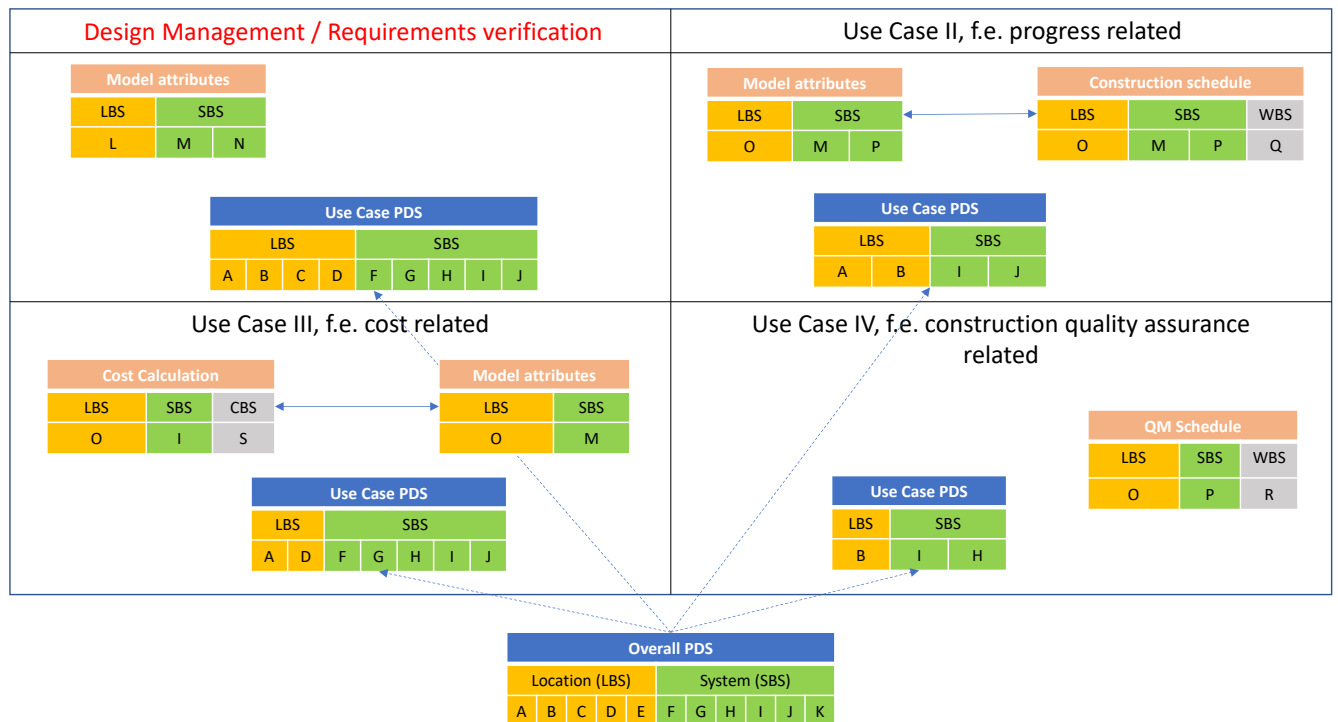 Design Management / Requirements verification
Use Case II, f.e. progress related
Model attributes
LBS SBS
L M N
Use Case PDS
LBS SBS
A B C D F G H I J
Model attributes
LBS SBS
O M P
Construction schedule
LBS SBS WBS
O M P Q
Use Case PDS
LBS SBS
A B I J
Use Case III, f.e. cost related
Cost Calculation
LBS SBS CBS
O I S
Model attributes
LBS SBS
O M
Use Case PDS
LBS SBS
A D F G H I J
Use Case IV, f.e. construction quality assurance
related
QM Schedule
LBS SBS WBS
O P R
Use Case PDS
LBS SBS
B I H
Overall PDS
Location (LBS) System (SBS)
A B C D E F G H I J K